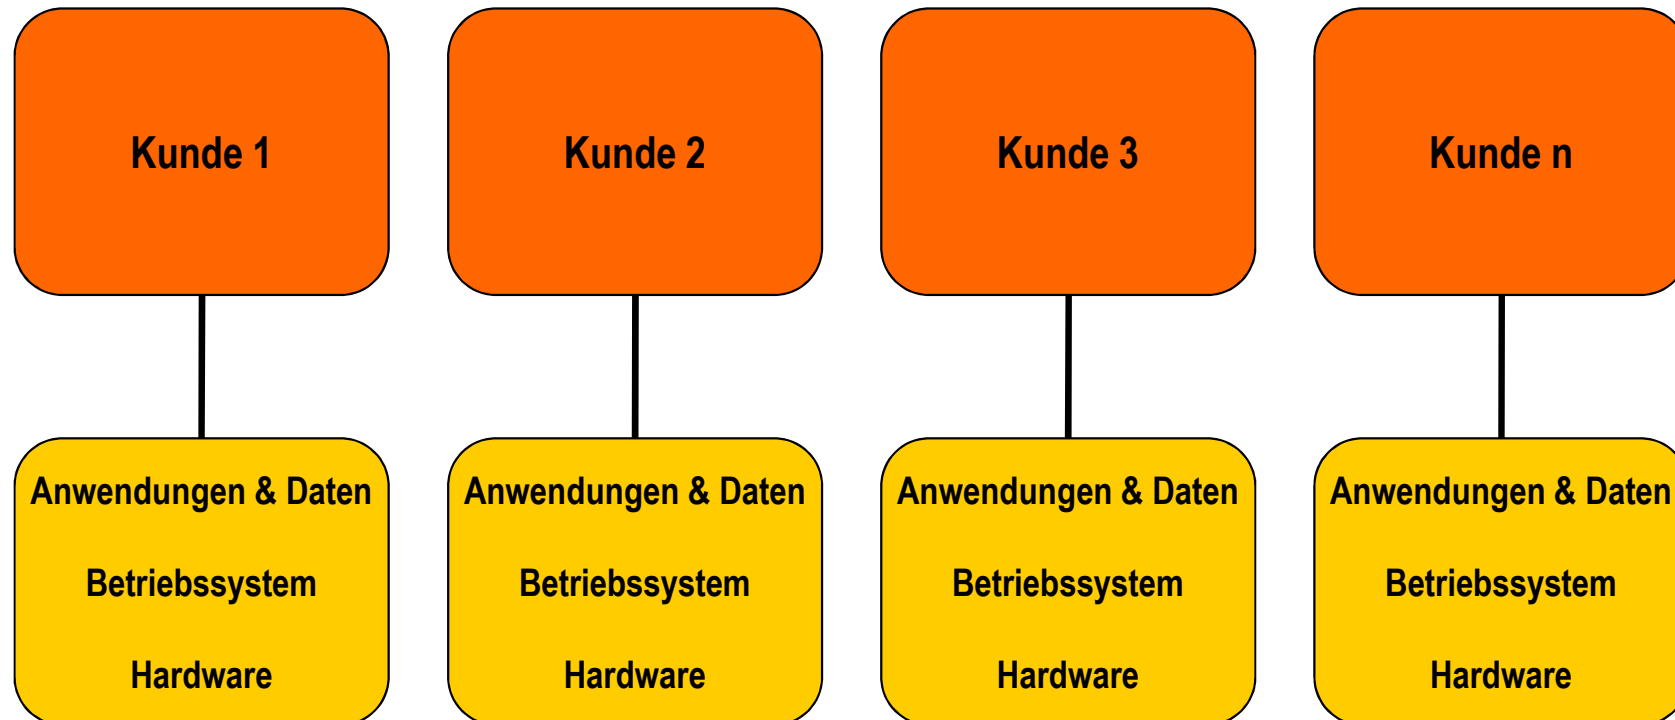 Kunde 1
Kunde 2
Kunde 3
Kunde n
Anwendungen & Daten
Betriebssystem
Hardware
Anwendungen & Daten
Betriebssystem
Hardware
Anwendungen & Daten
Betriebssystem
Hardware
Anwendungen & Daten
Betriebssystem
Hardware